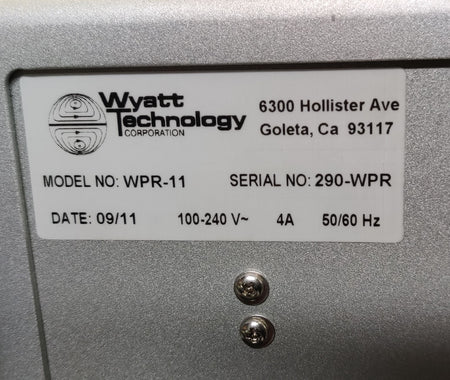 Wyatt
Technology
CORPORATION
6300 Hollister Ave
Goleta, Ca 93117
MODEL NO: WPR-11 SERIAL NO: 290-WPR
DATE: 09/11 100-240 V~ 4A 50/60 Hz